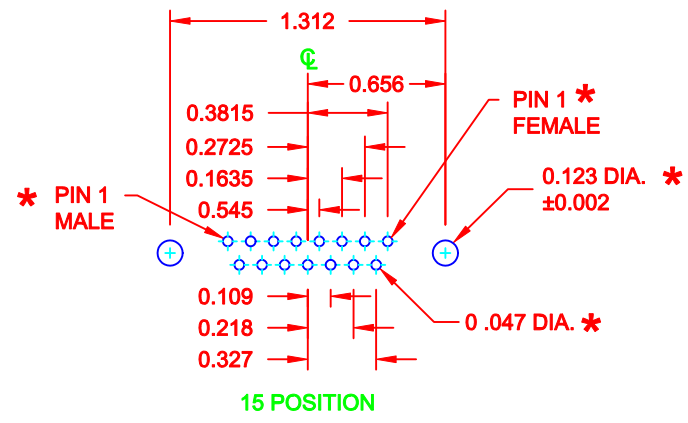 1.312
℄
0.656
0.3815
PIN 1 *
FEMALE
0.2725
0.1635
0.123 DIA. *
±0.002
* PIN 1
MALE
0.545
0.109
0 .047 DIA. *
0.218
0.327
15 POSITION